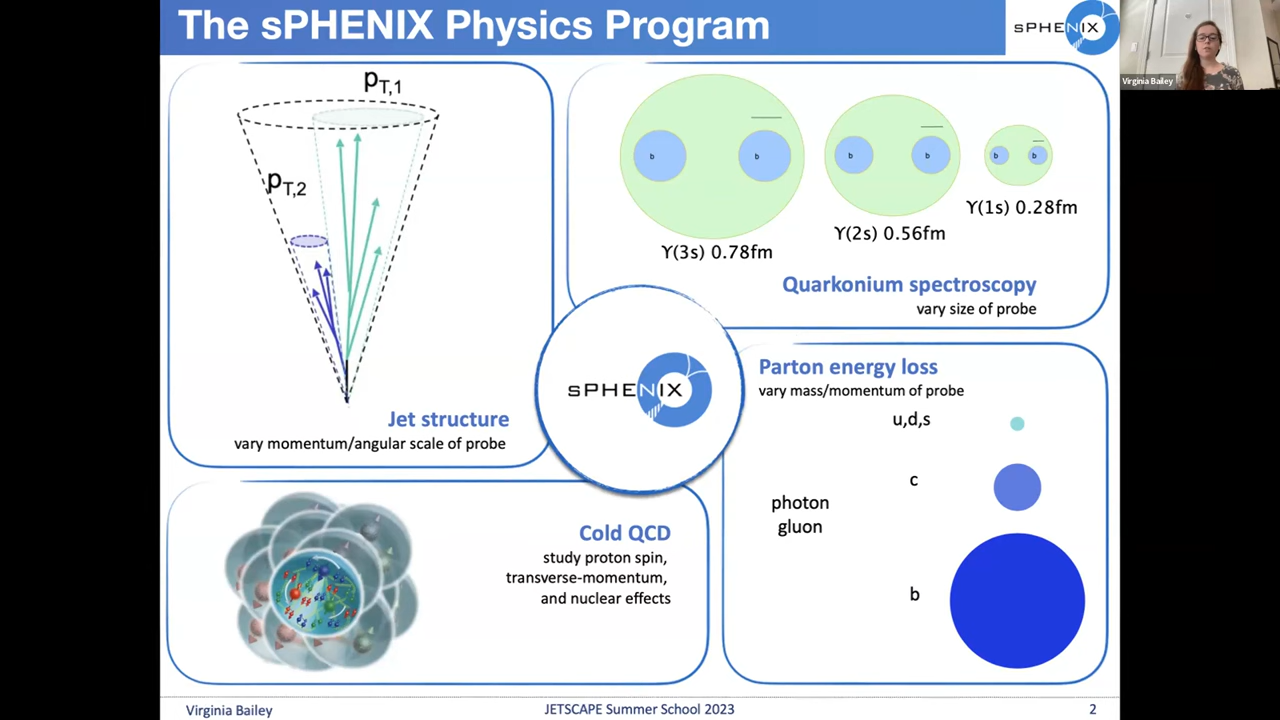 The sPHENIX Physics Program
sPHENIX
Virginia Bailey
pT,1
pT,2
Jet structure
vary momentum/angular scale of probe
b
b
b
b
b
b
ϒ(3s) 0.78fm
ϒ(2s) 0.56fm
ϒ(1s) 0.28fm
Quarkonium spectroscopy
vary size of probe
sPHENIX
Parton energy loss
vary mass/momentum of probe
u,d,s
c
photon
gluon
b
Cold QCD
study proton spin,
transverse-momentum,
and nuclear effects
Virginia Bailey
JETSCAPE Summer School 2023
2